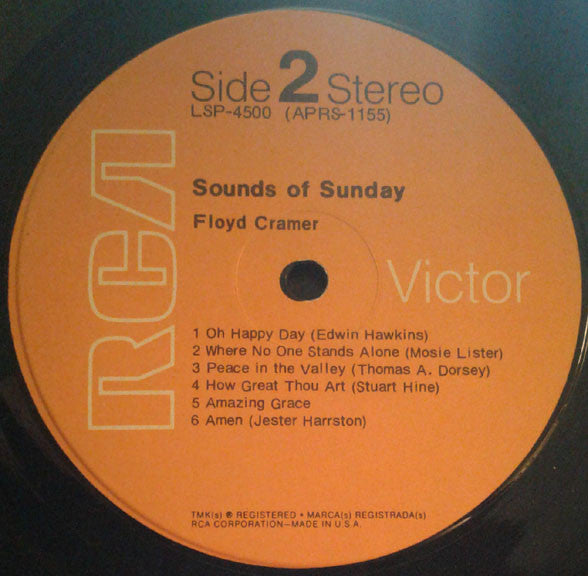 Side 2 Stereo
LSP-4500 (APRS-1155)
RCA
Sounds of Sunday
Floyd Cramer
Victor
1 Oh Happy Day (Edwin Hawkins)
2 Where No One Stands Alone (Mosie Lister)
3 Peace in the Valley (Thomas A. Dorsey)
4 How Great Thou Art (Stuart Hine)
5 Amazing Grace
6 Amen (Jester Harrston)
TMK(s) ® REGISTERED • MARCA(s) REGISTRADA(s)
RCA CORPORATION—MADE IN U.S.A.